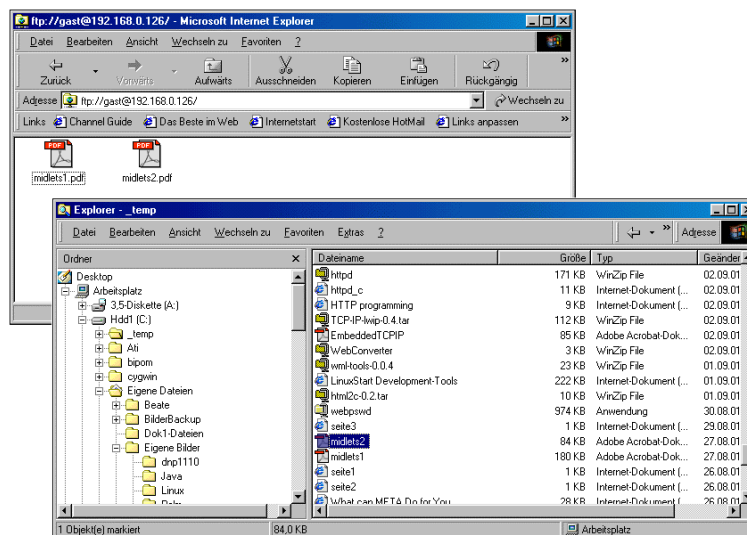 ftp://gast@192.168.0.126/ - Microsoft Internet Explorer
Datei Bearbeiten Ansicht Wechseln zu Favoriten ?
Zurück Vorwärts Aufwärts Ausschneiden Kopieren Einfügen Rückgängig »
Adresse ftp://gast@192.168.0.126/ Wechseln zu
Links Channel Guide Das Beste im Web Internetstart Kostenlose HotMail Links anpassen »
PDF PDF
midlets1.pdf midlets2.pdf
Explorer - _temp
Datei Bearbeiten Ansicht Wechseln zu Favoriten Extras ? » Adresse
Ordner × Dateiname Größe Typ Geänder
Desktop httpd 171 KB WinZip File 02.09.01
Arbeitsplatz httpd_c 11 KB Internet-Dokument (... 02.09.01
3,5-Diskette (A:) HTTP programming 9 KB Internet-Dokument (... 02.09.01
Hdd1 (C:) TCP-IP-lwip-0.4.tar 112 KB WinZip File 02.09.01
_temp EmbeddedTCPIP 85 KB Adobe Acrobat-Dok... 02.09.01
Ati WebConverter 3 KB WinZip File 02.09.01
bipom wml-tools-0.0.4 23 KB WinZip File 01.09.01
cygwin LinuxStart Development-Tools 222 KB Internet-Dokument (... 01.09.01
Eigene Dateien html2c-0.2.tar 10 KB WinZip File 01.09.01
Beate webpswd 974 KB Anwendung 30.08.01
BilderBackup seite3 1 KB Internet-Dokument (... 29.08.01
Dok1-Dateien midlets2 84 KB Adobe Acrobat-Dok... 27.08.01
Eigene Bilder midlets1 180 KB Adobe Acrobat-Dok... 27.08.01
dnp1110 seite1 1 KB Internet-Dokument (... 26.08.01
Java seite2 1 KB Internet-Dokument (... 26.08.01
Linux What can META Do for You 28 KB Internet-Dokument ( 26.08.01
1 Objekt(e) markiert 84,0 KB Arbeitsplatz